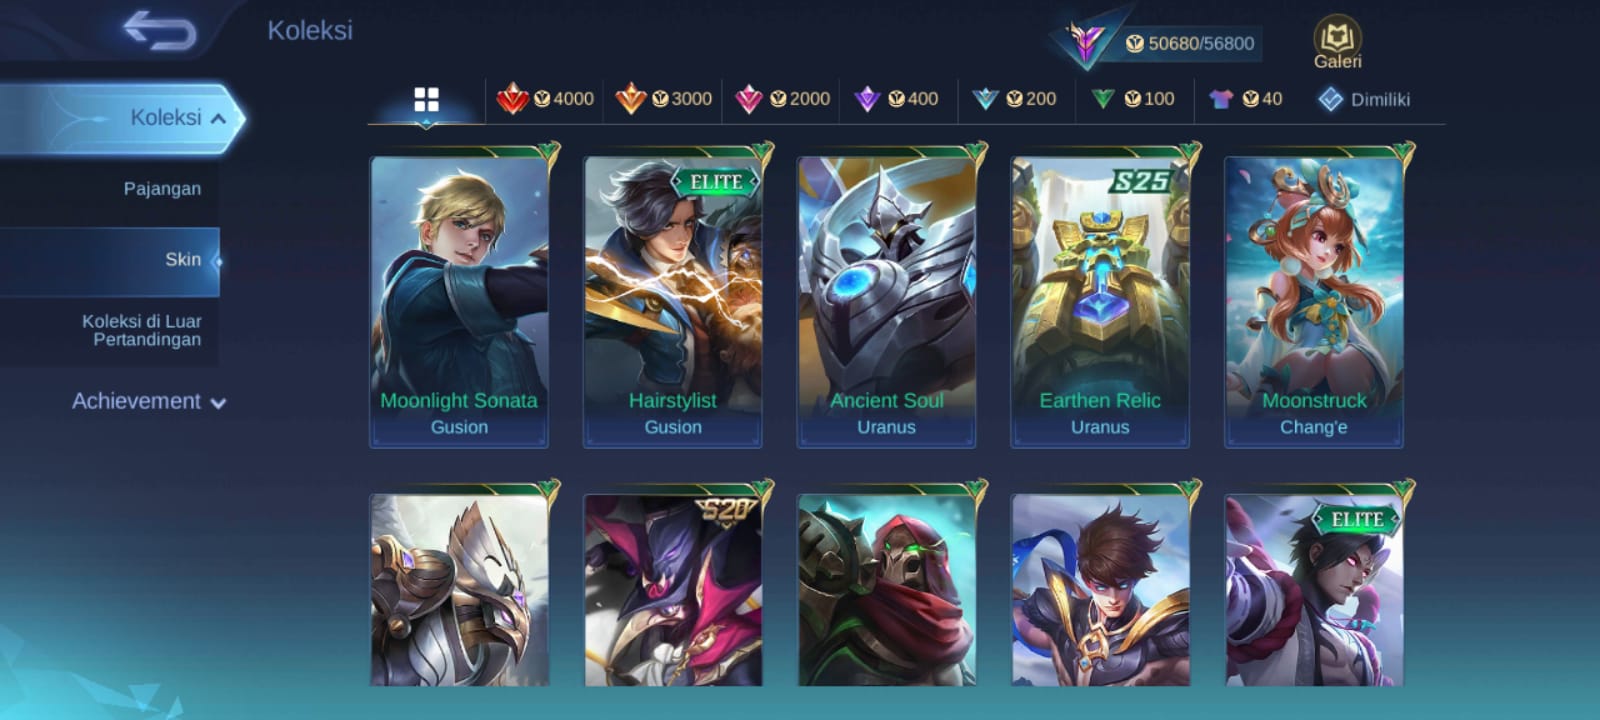 Koleksi
50680/56800
Galeri
Koleksi
4000
3000
2000
400
200
100
40
Dimiliki
Pajangan
Skin
Koleksi di Luar
Pertandingan
Achievement
ELITE
S25
Moonlight Sonata
Gusion
Hairstylist
Gusion
Ancient Soul
Uranus
Earthen Relic
Uranus
Moonstruck
Chang'e
S20
ELITE